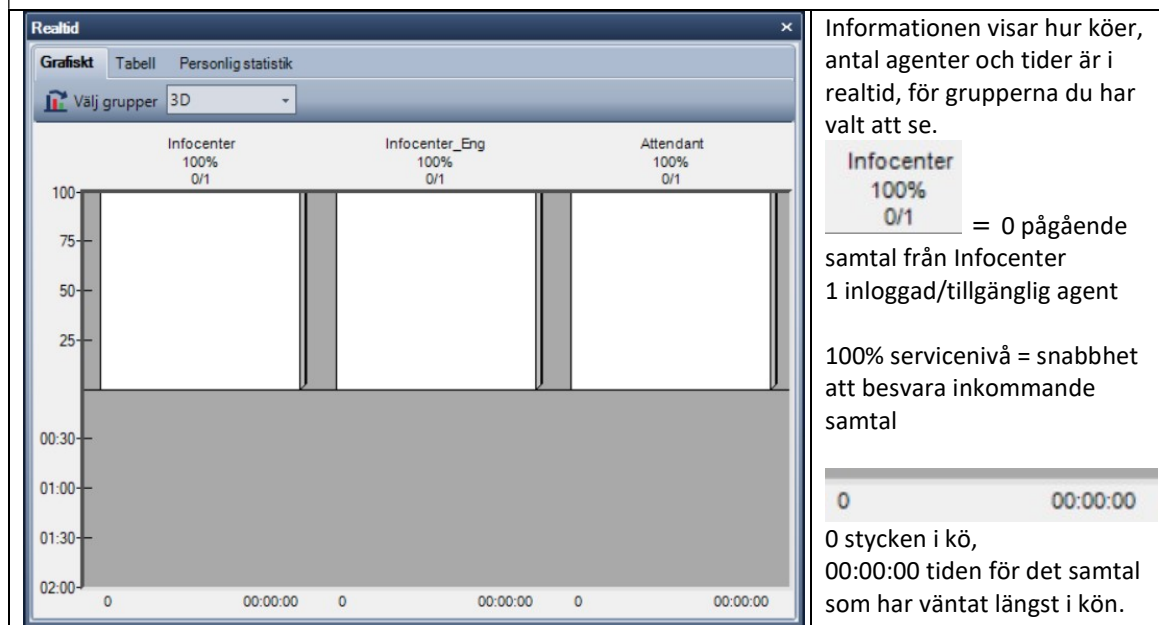 Realtid
Grafiskt Tabell Personlig statistik
Välj grupper 3D
Infocenter Infocenter_Eng Attendant
100% 100% 100%
0/1 0/1 0/1
100
75
50
25
00:30
01:00
01:30
02:00
0 00:00:00 0 00:00:00 0 00:00:00
Informationen visar hur köer,
antal agenter och tider är i
realtid, för grupperna du har
valt att se.
Infocenter
100%
0/1 = 0 pågående
samtal från Infocenter
1 inloggad/tillgänglig agent
100% servicenivå = snabbhet
att besvara inkommande
samtal
0 00:00:00
0 stycken i kö,
00:00:00 tiden för det samtal
som har väntat längst i kön.